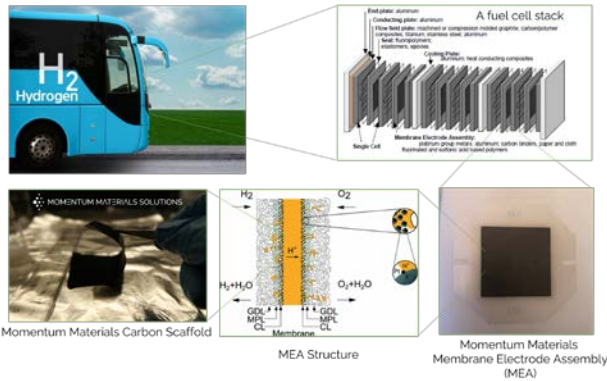 H2
Hydrogen
A fuel cell stack
End plate: aluminum
Conducting plate: aluminum
Flow field plate: machined or compression molded graphite, carbon/polymer
composites, titanium, stainless steel, aluminum
Seal: fluoropolymers,
elastomers, epoxies
Cooling Plate:
aluminum; heat conducting composites
Membrane Electrode Assembly:
platinum group metals, aluminum; carbon binders, paper and cloth
fluorinated and sulfonic acid based polymers
Single Cell
MOMENTUM MATERIALS SOLUTIONS
Momentum Materials Carbon Scaffold
H2
O2
H+
H2+H2O
O2+H2O
GDL
MPL
CL
GDL
MPL
CL
Membrane
MEA Structure
Momentum Materials
Membrane Electrode Assembly
(MEA)